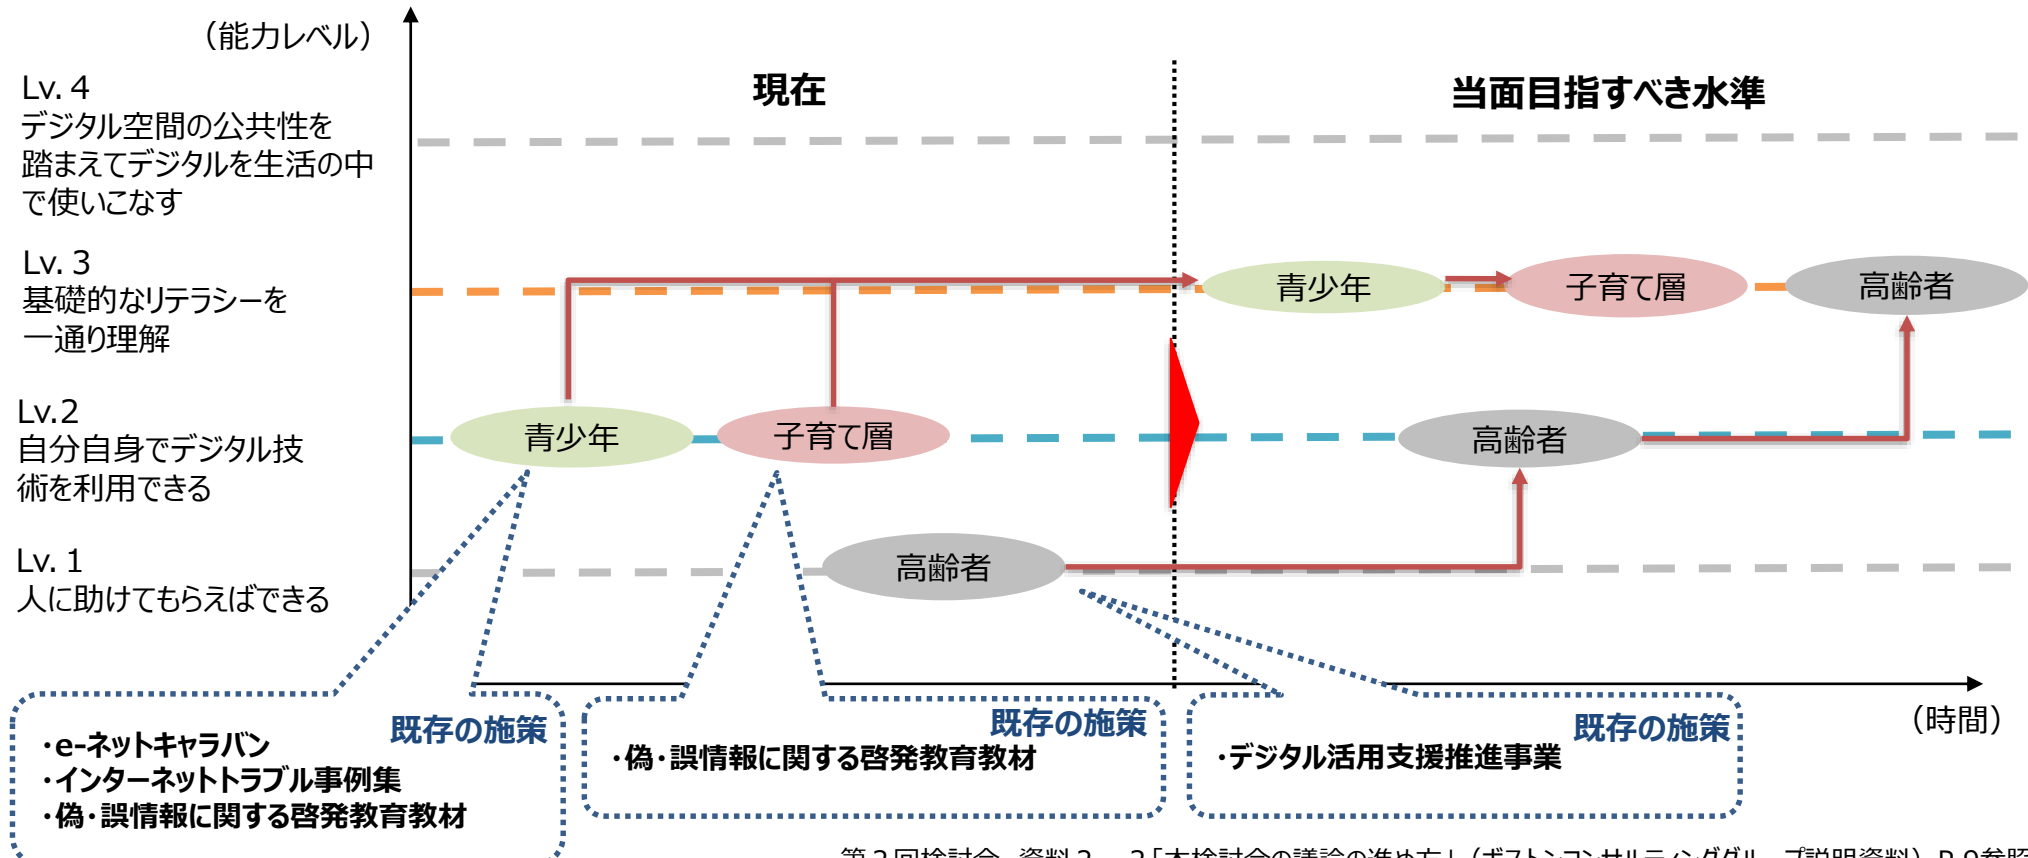 （能力レベル）
現在
当面目指すべき水準
Lv. 4
デジタル空間の公共性を
踏まえてデジタルを生活の中
で使いこなす
Lv. 3
基礎的なリテラシーを
一通り理解
青少年
子育て層
高齢者
Lv.2
自分自身でデジタル技
術を利用できる
青少年
子育て層
高齢者
Lv. 1
人に助けてもらえばできる
高齢者
（時間）
既存の施策
・e-ネットキャラバン
・インターネットトラブル事例集
・偽・誤情報に関する啓発教育教材
既存の施策
・偽・誤情報に関する啓発教育教材
既存の施策
・デジタル活用支援推進事業